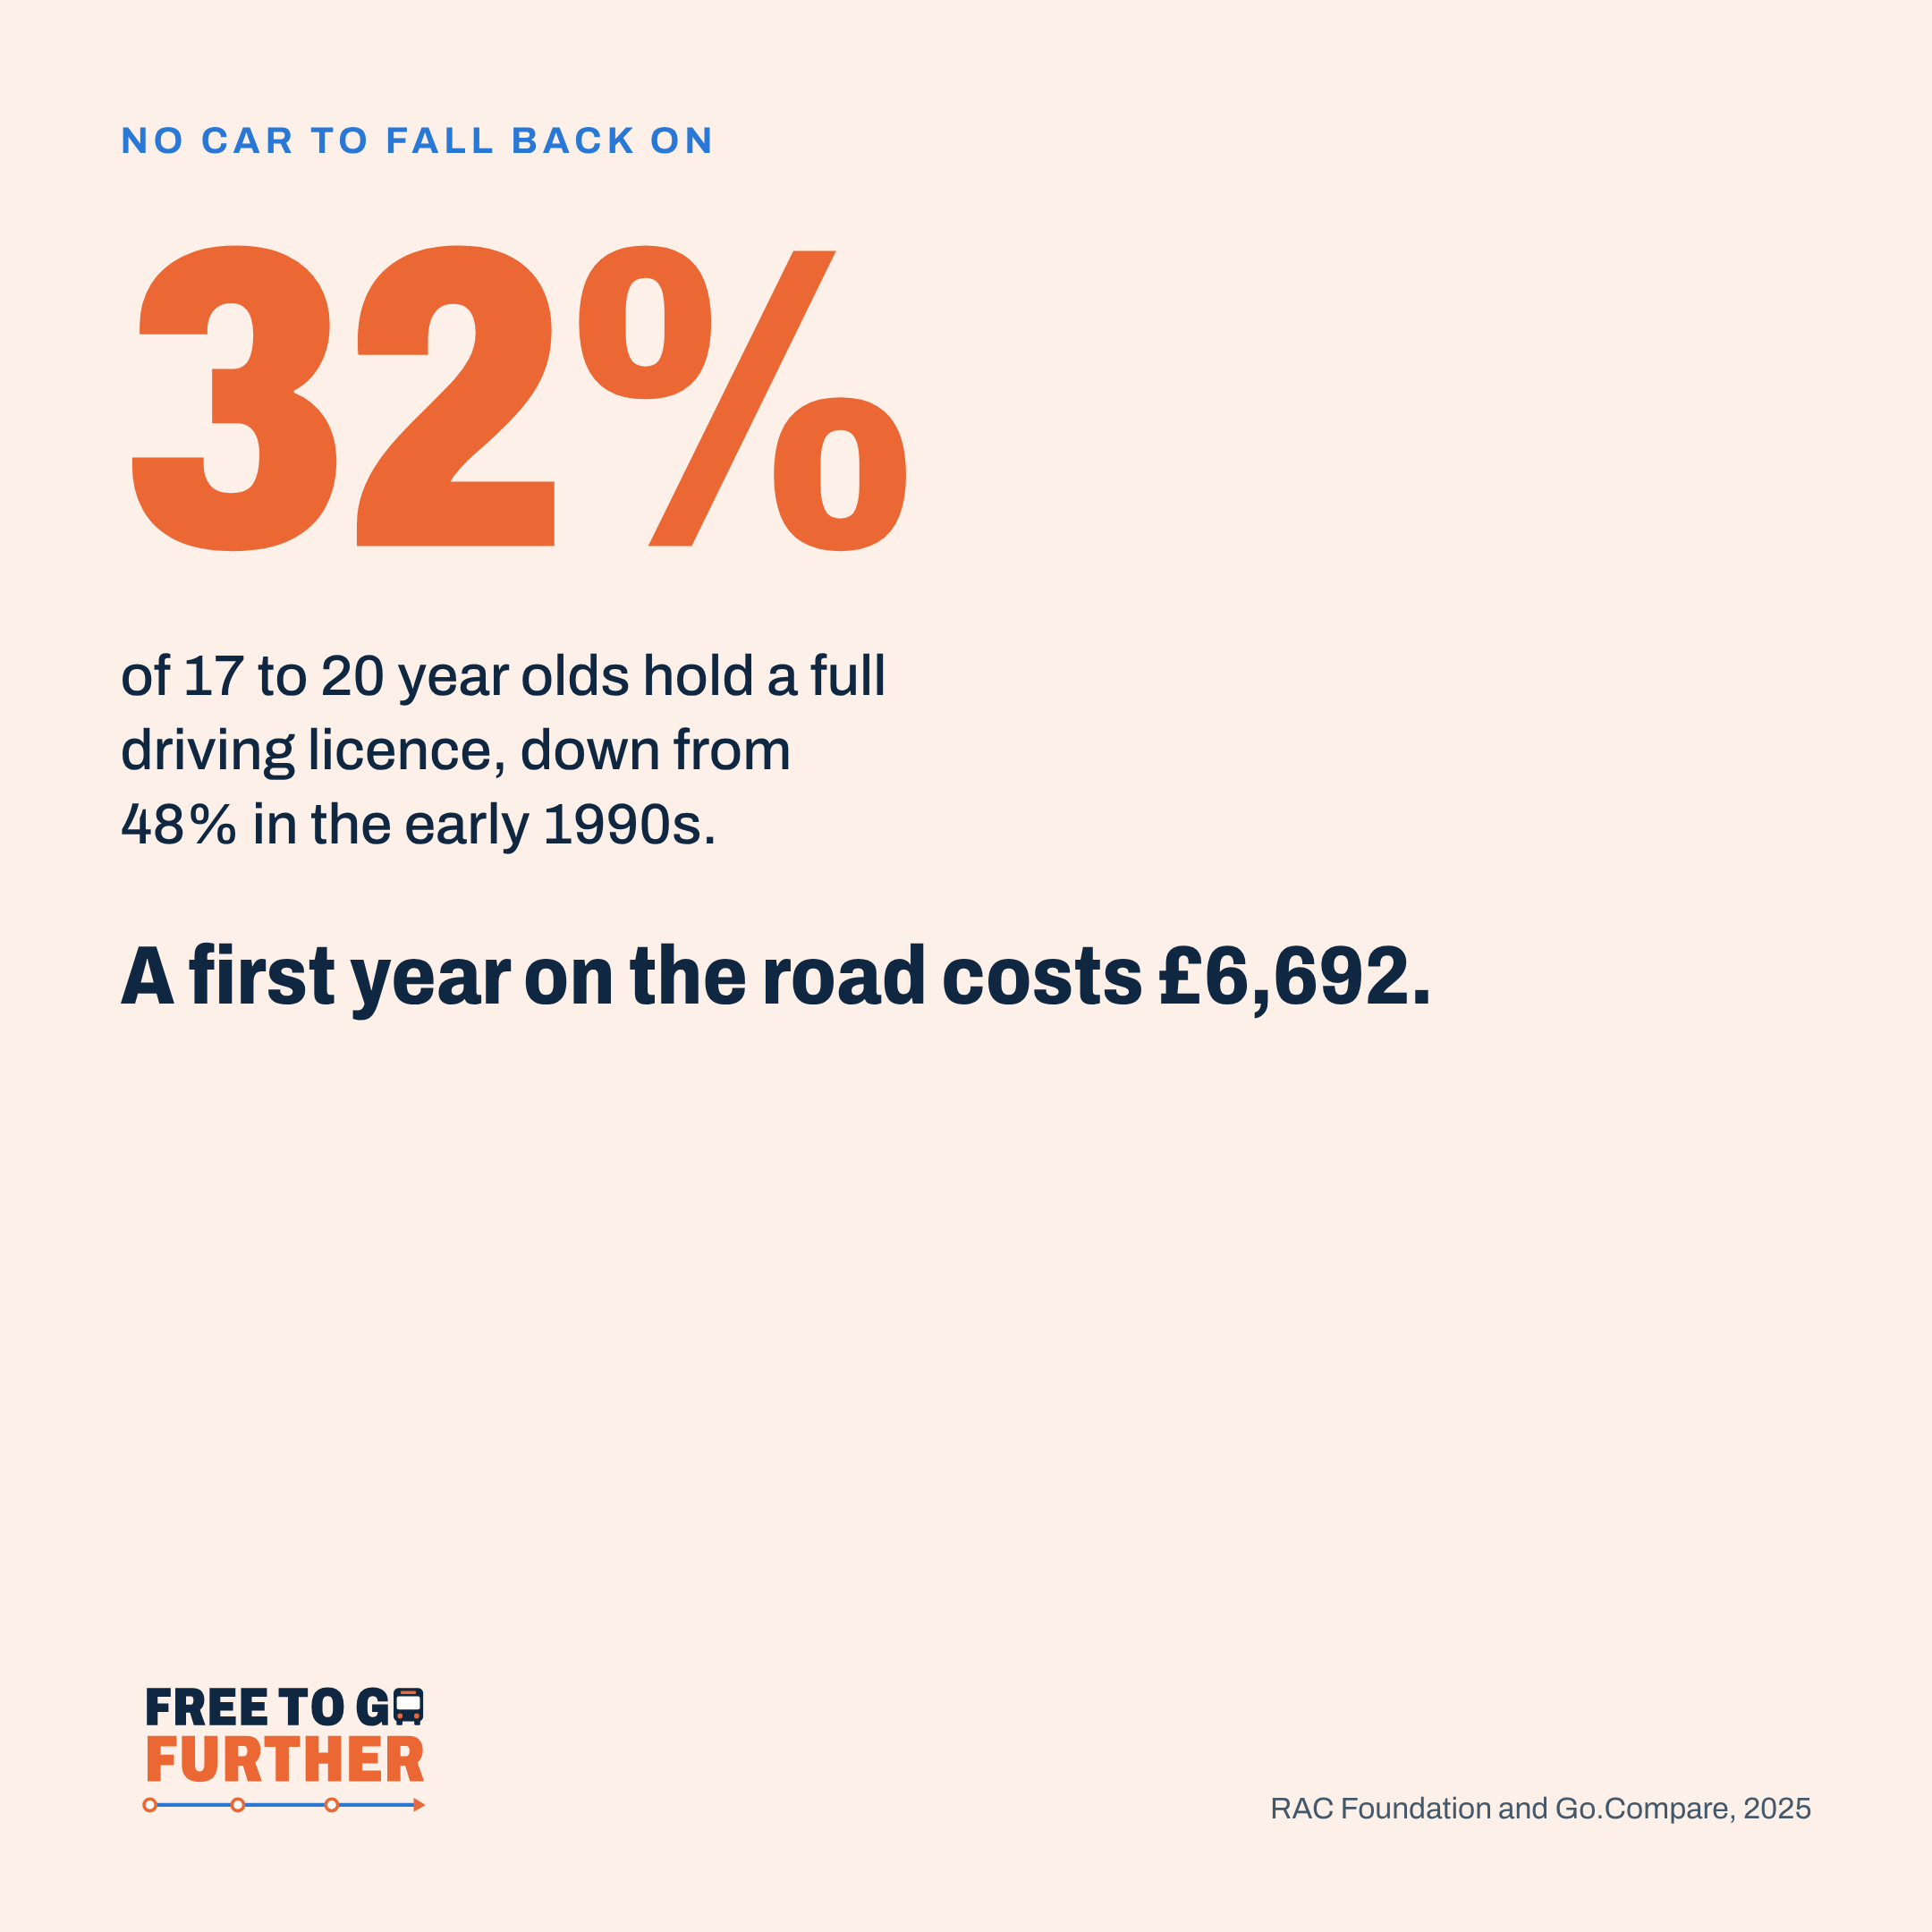 NO CAR TO FALL BACK ON
32%
of 17 to 20 year olds hold a full
driving licence, down from
48% in the early 1990s.
A first year on the road costs £6,692.
FREE TO GO
FURTHER
RAC Foundation and Go.Compare, 2025